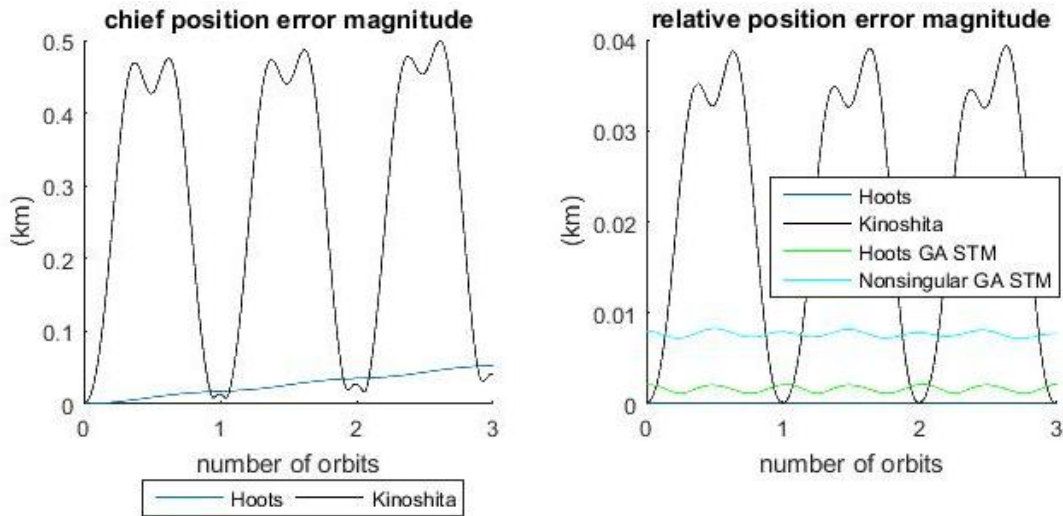 chief position error magnitude
0.5
0.4
0.3
0.2
0.1
0
(km)
0 1 2 3
number of orbits
Hoots Kinoshita
relative position error magnitude
0.04
0.03
0.02
0.01
0
(km)
Hoots
Kinoshita
Hoots GA STM
Nonsingular GA STM
0 1 2 3
number of orbits